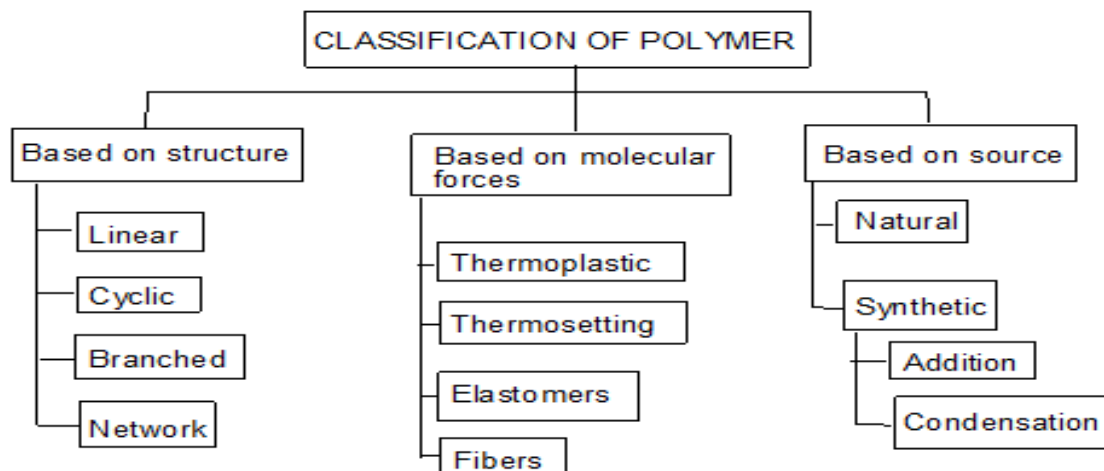 CLASSIFICATION OF POLYMER
Based on structure
Linear
Cyclic
Branched
Network
Based on molecular
forces
Thermoplastic
Thermosetting
Elastomers
Fibers
Based on source
Natural
Synthetic
Addition
Condensation